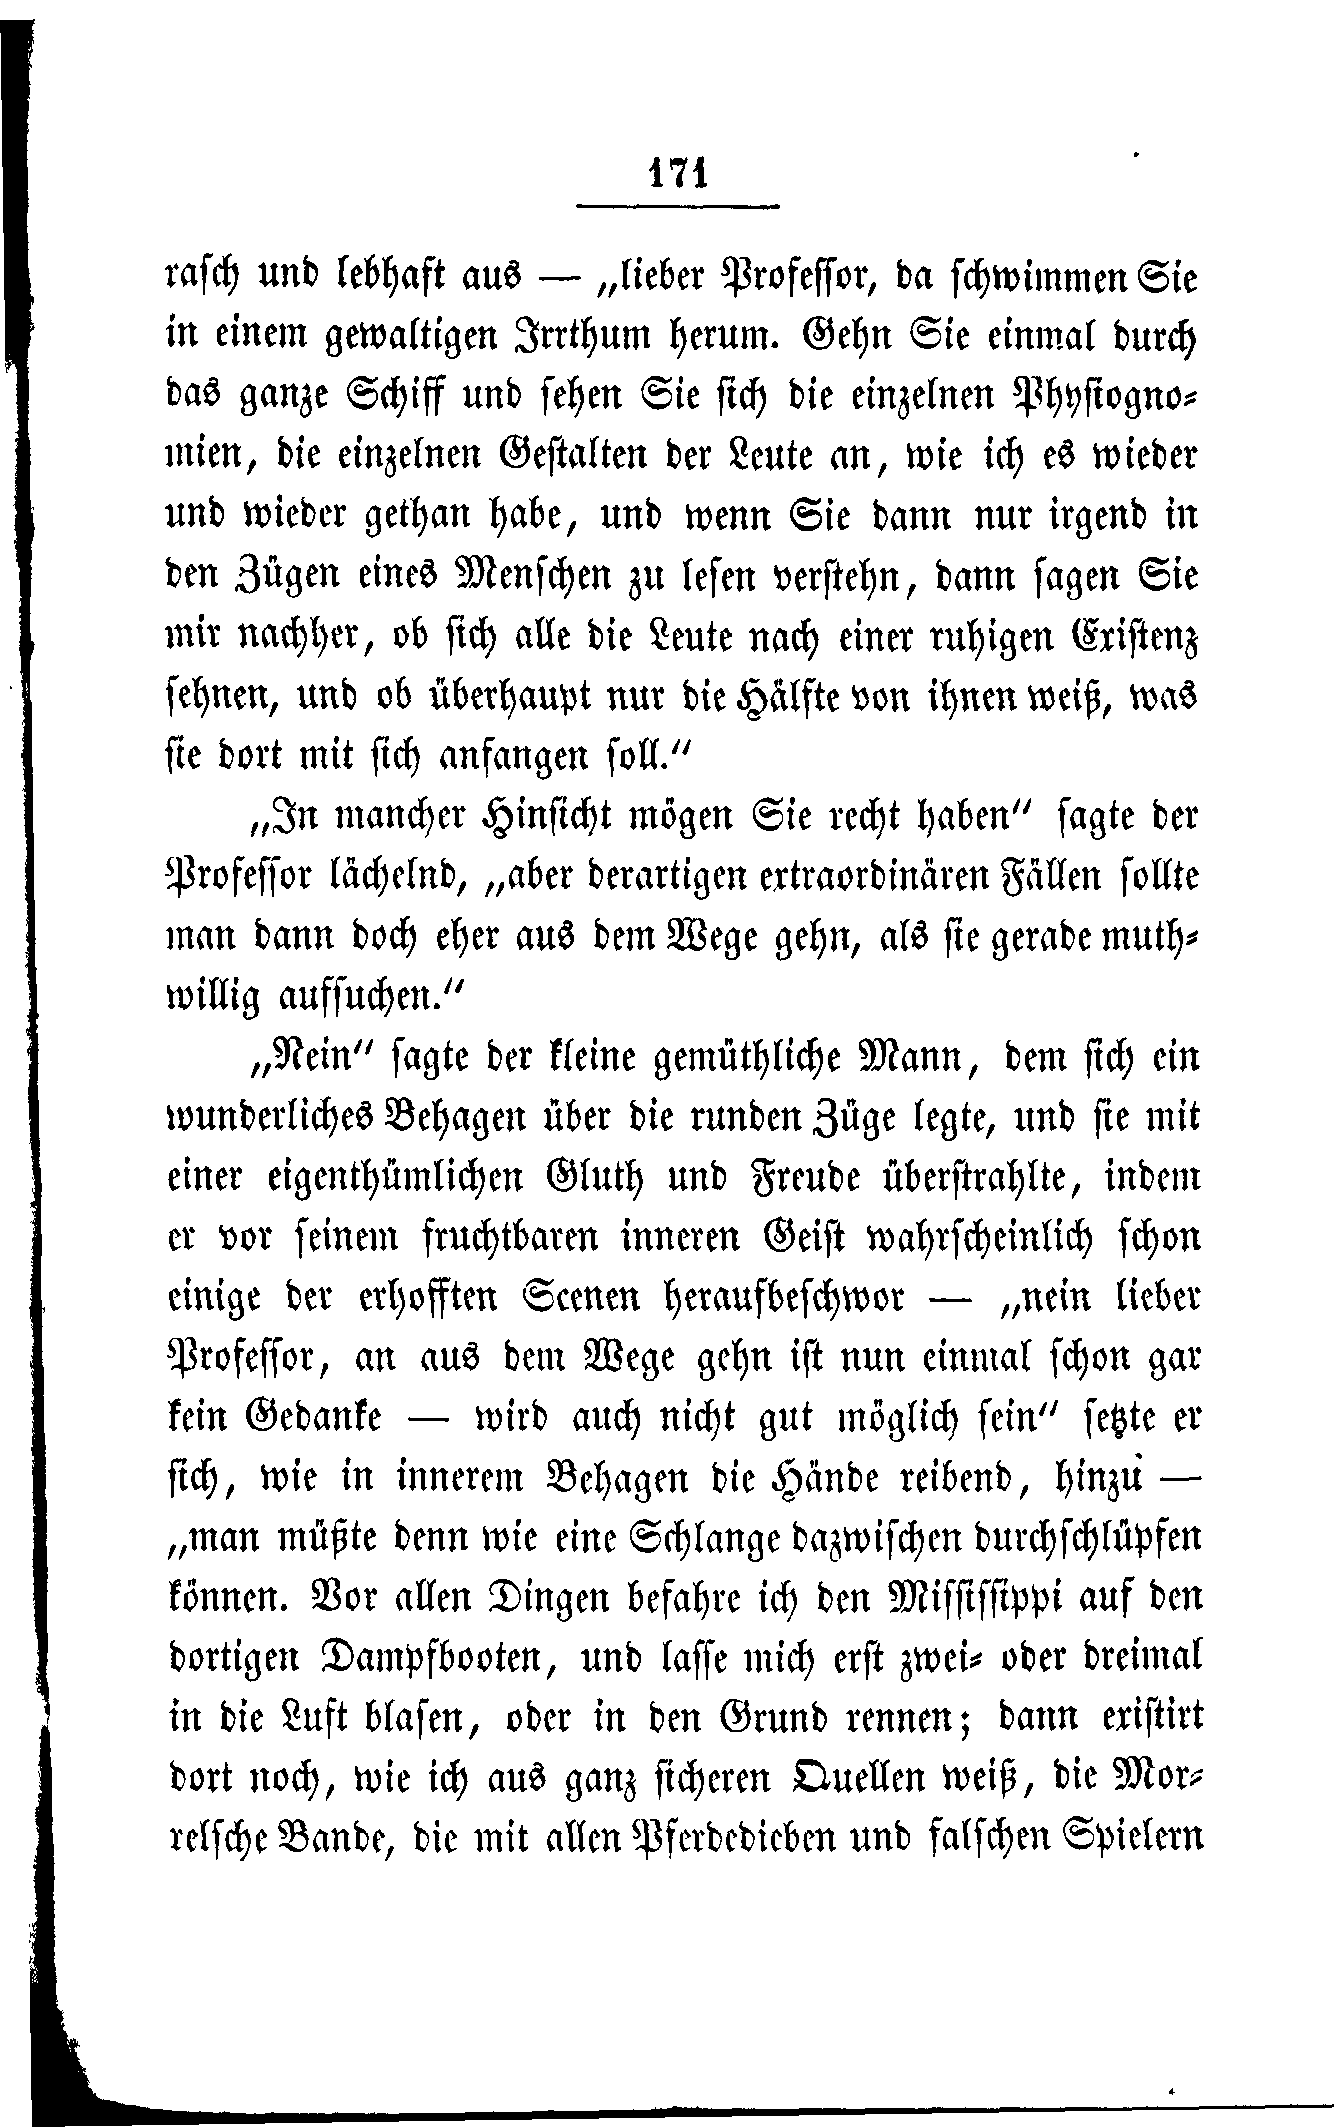 171
rasch und lebhaft aus — „lieber Professor, da schwimmen Sie
in einem gewaltigen Irrthum herum. Gehn Sie einmal durch
das ganze Schiff und sehen Sie sich die einzelnen Physiogno-
mien, die einzelnen Gestalten der Leute an, wie ich es wieder
und wieder gethan habe, und wenn Sie dann nur irgend in
den Zügen eines Menschen zu lesen verstehn, dann sagen Sie
mir nachher, ob sich alle die Leute nach einer ruhigen Existenz
sehnen, und ob überhaupt nur die Hälfte von ihnen weiß, was
sie dort mit sich anfangen soll.“
„In mancher Hinsicht mögen Sie recht haben“ sagte der
Professor lächelnd, „aber derartigen extraordinären Fällen sollte
man dann doch eher aus dem Wege gehn, als sie gerade muth-
willig aufsuchen.“
„Nein“ sagte der kleine gemüthliche Mann, dem sich ein
wunderliches Behagen über die runden Züge legte, und sie mit
einer eigenthümlichen Gluth und Freude überstrahlte, indem
er vor seinem fruchtbaren inneren Geist wahrscheinlich schon
einige der erhofften Scenen heraufbeschwor — „nein lieber
Professor, an aus dem Wege gehn ist nun einmal schon gar
kein Gedanke — wird auch nicht gut möglich sein“ setzte er
sich, wie in innerem Behagen die Hände reibend, hinzu —
„man müßte denn wie eine Schlange dazwischen durchschlüpfen
können. Vor allen Dingen befahre ich den Mississippi auf den
dortigen Dampfbooten, und lasse mich erst zwei- oder dreimal
in die Luft blasen, oder in den Grund rennen; dann existirt
dort noch, wie ich aus ganz sicheren Quellen weiß, die Mor-
relsche Bande, die mit allen Pferdedieben und falschen Spielern